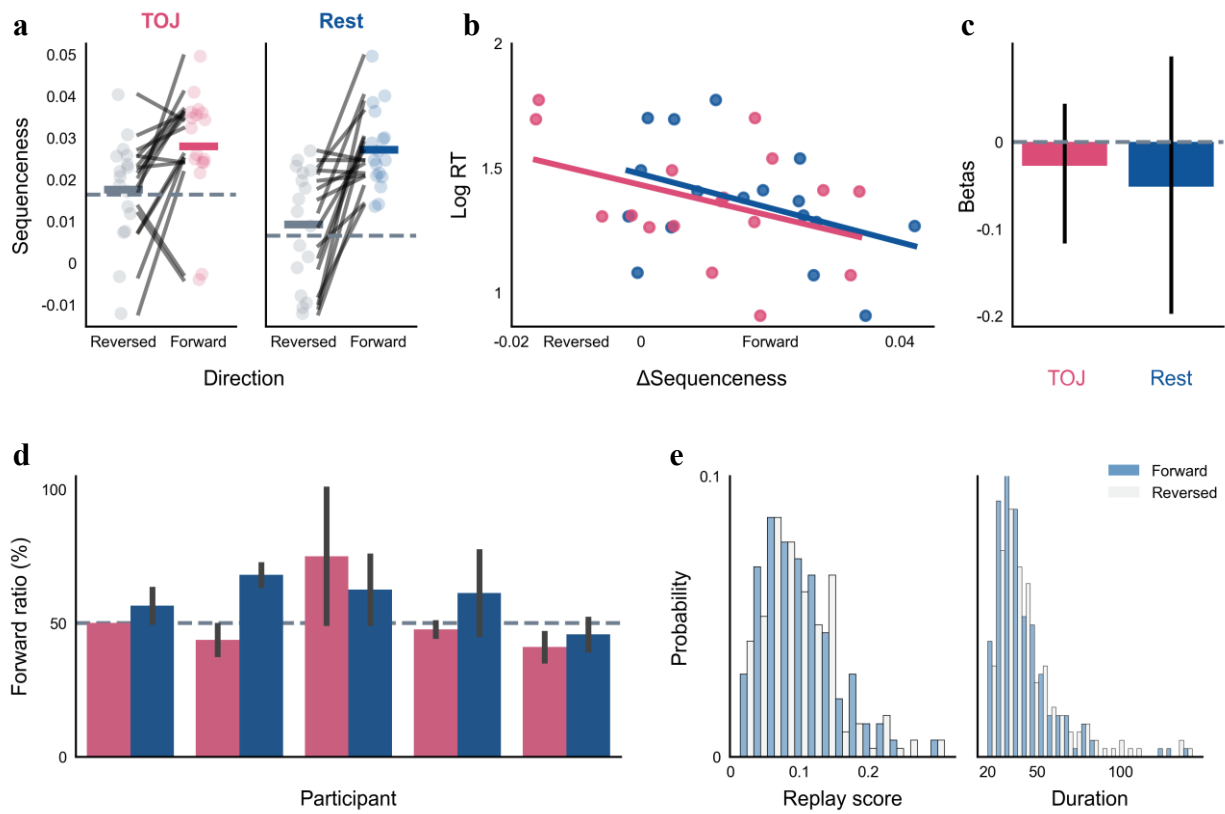 a
TOJ
Rest
Sequenceness
0.05
0.04
0.03
0.02
0.01
0
-0.01
Reversed Forward
Reversed Forward
Direction
b
Log RT
2
1.5
1
-0.02 Reversed 0 Forward 0.04
ΔSequenceness
c
Betas
0
-0.1
-0.2
TOJ Rest
d
Forward ratio (%)
100
50
0
Participant
e
Probability
0.1
0
0 0.1 0.2
Replay score
Forward
Reversed
20 50 100
Duration